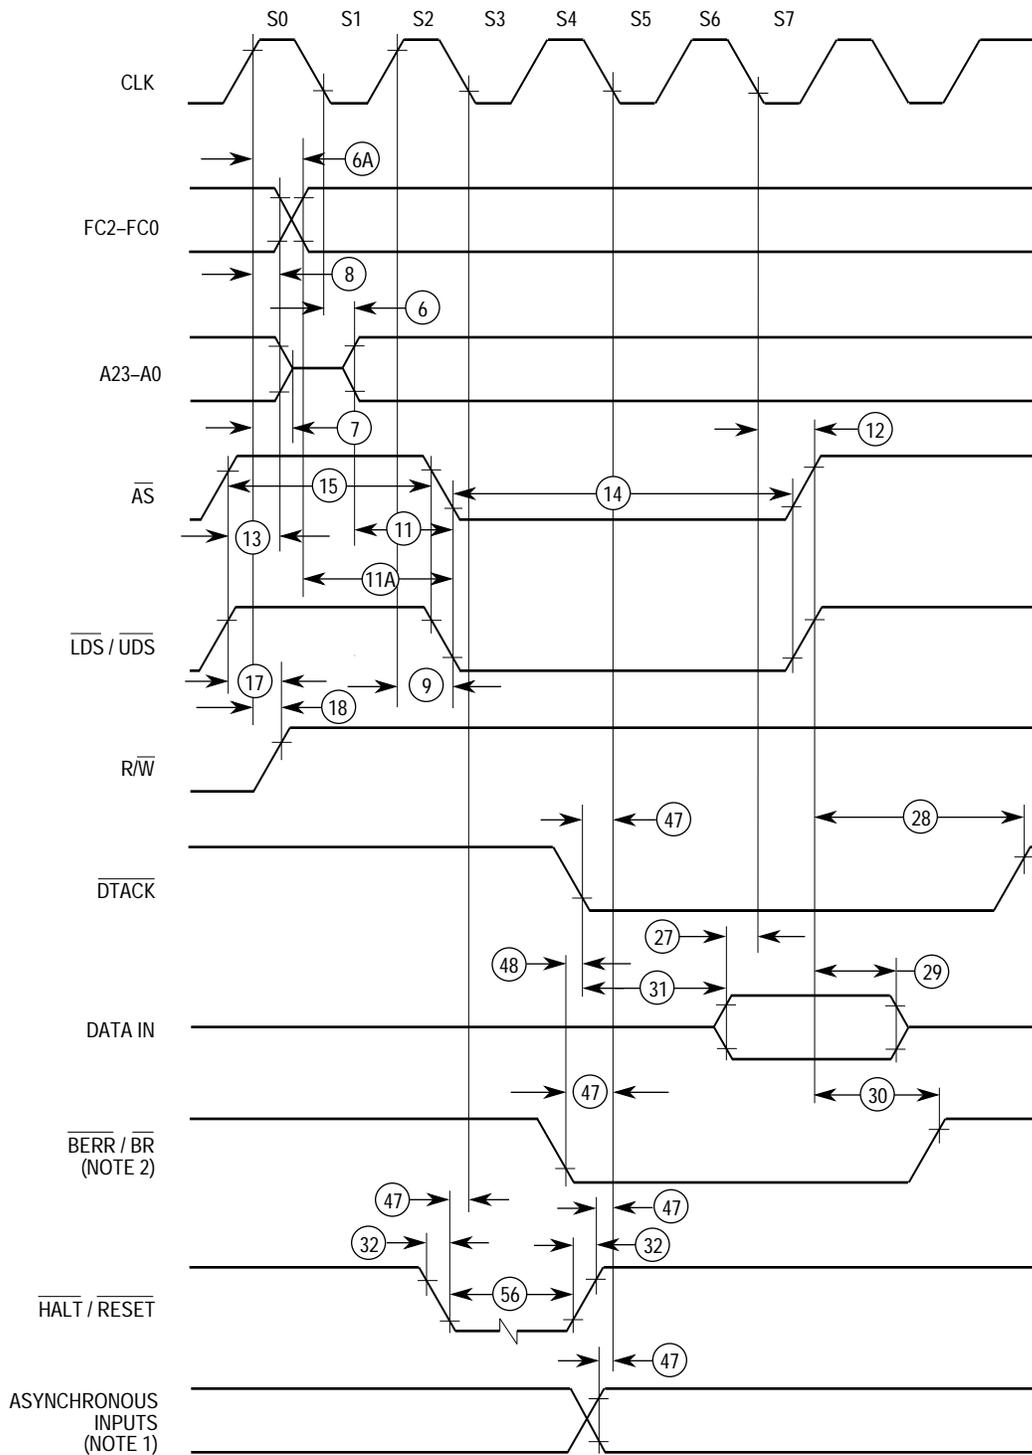 S0 S1 S2 S3 S4 S5 S6 S7
CLK
6A
FC2–FC0
8
6
A23–A0
7
12
AS
15
14
13
11
11A
LDS / UDS
17
9
18
R/W
47
28
DTACK
27
48
31
29
DATA IN
47
30
BERR / BR
(NOTE 2)
47
47
32
32
HALT / RESET
56
47
ASYNCHRONOUS
INPUTS
(NOTE 1)